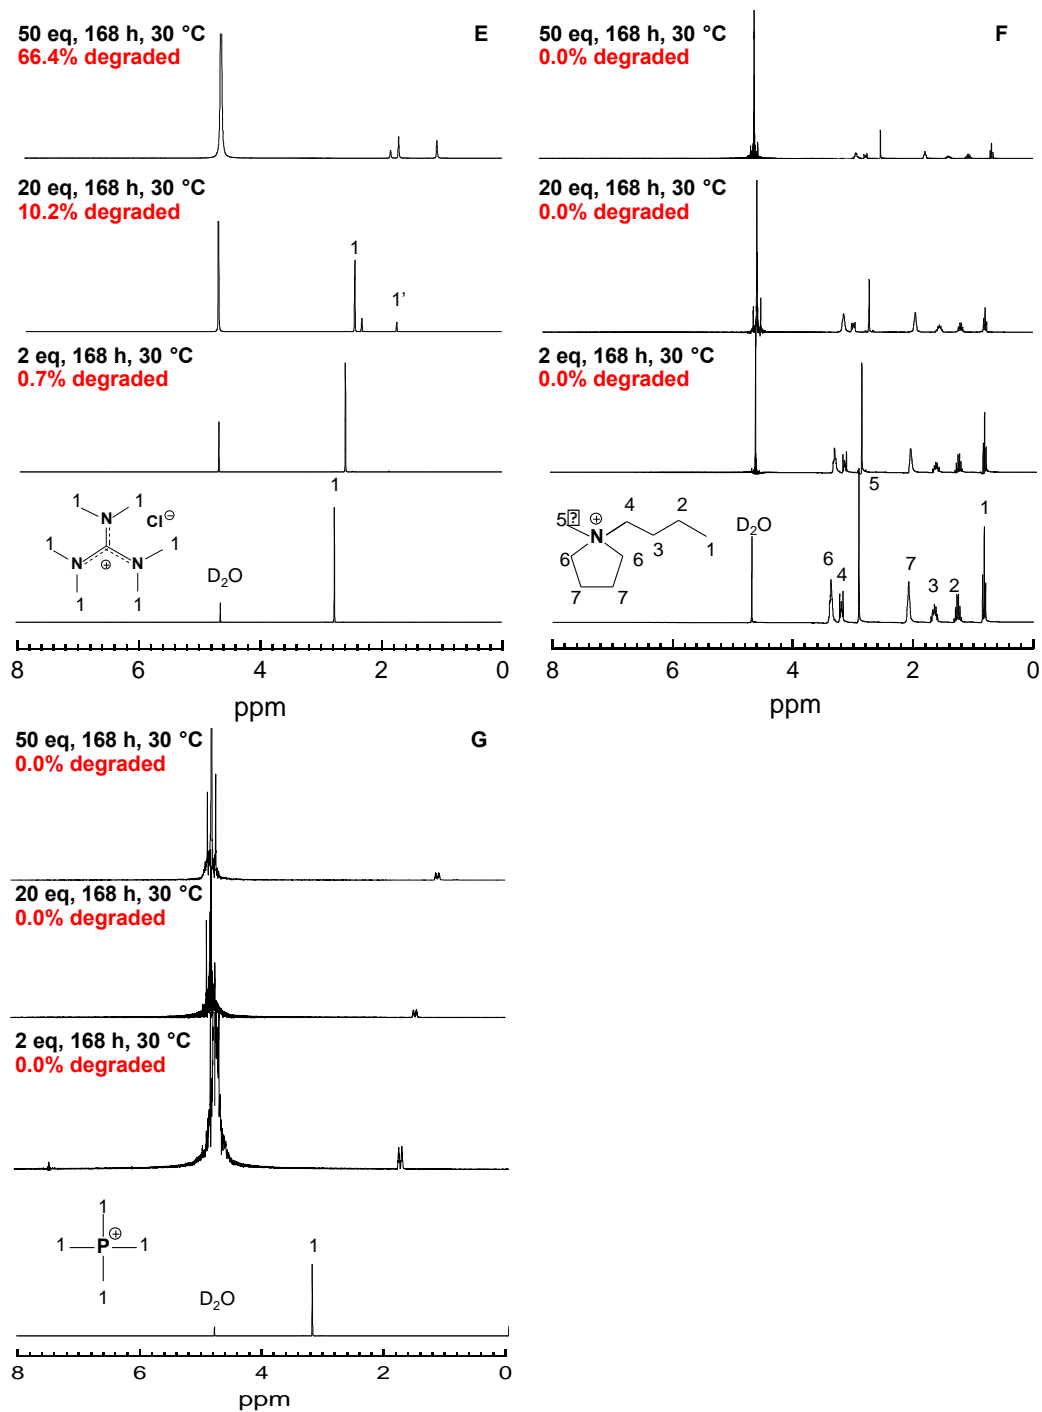 50 eq, 168 h, 30 °C
66.4% degraded
E
20 eq, 168 h, 30 °C
10.2% degraded
1
1'
2 eq, 168 h, 30 °C
0.7% degraded
1
1 1
N Cl⊖
1 1
N N
⊕
1 1
D2O
8 6 4 2 0
ppm
50 eq, 168 h, 30 °C
0.0% degraded
F
20 eq, 168 h, 30 °C
0.0% degraded
2 eq, 168 h, 30 °C
0.0% degraded
5
5 ⊕ 4 2
N
3 1
6 6
7 7
D2O
6
4
7
3 2
1
8 6 4 2 0
ppm
50 eq, 168 h, 30 °C
0.0% degraded
G
20 eq, 168 h, 30 °C
0.0% degraded
2 eq, 168 h, 30 °C
0.0% degraded
1
⊕
1 P 1
1
D2O
1
8 6 4 2 0
ppm